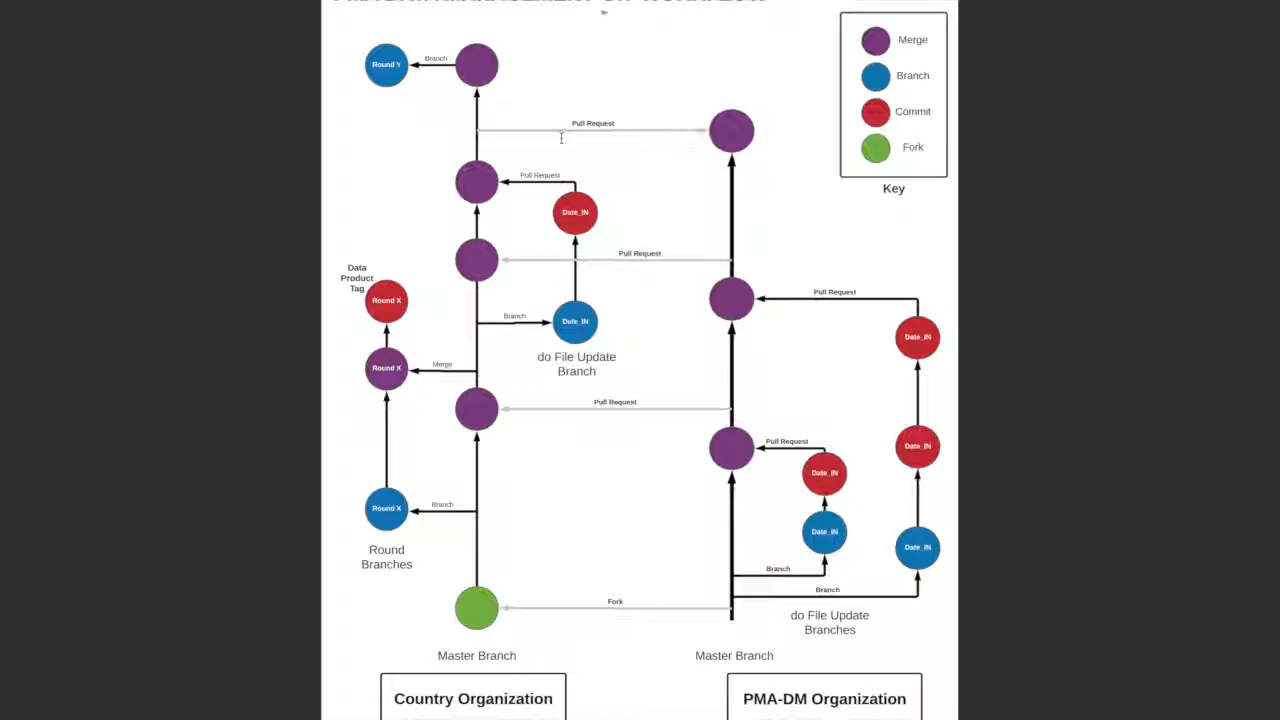 Merge
Branch
Commit
Fork
Key
Round Y
Branch
Pull Request
Pull Request
Date_IN
Pull Request
Data
Product
Tag
Round X
Pull Request
Branch
Date_IN
Date_IN
do File Update
Branch
Merge
Round X
Pull Request
Pull Request
Date_IN
Date_IN
Branch
Round X
Date_IN
Date_IN
Round
Branches
Branch
Branch
Fork
do File Update
Branches
Master Branch
Master Branch
Country Organization
PMA-DM Organization